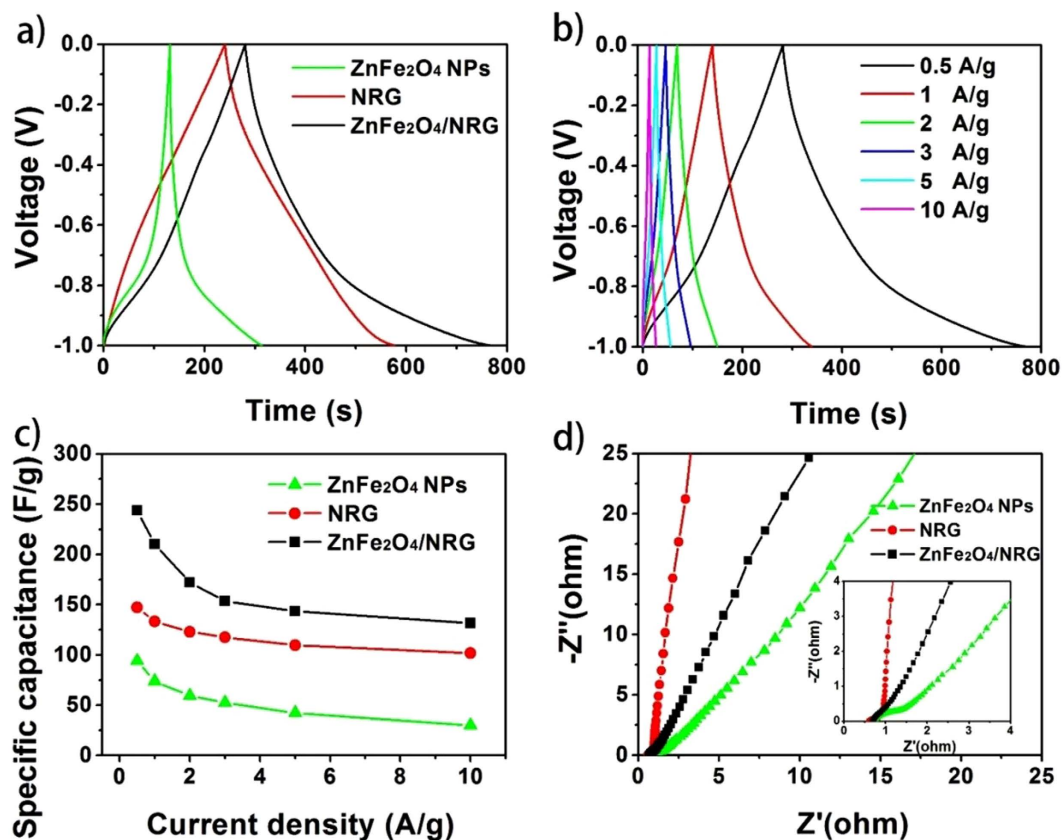 a)
0.0
-0.2
-0.4
-0.6
-0.8
-1.0
Voltage (V)
ZnFe₂O₄ NPs
NRG
ZnFe₂O₄/NRG
0 200 400 600 800
Time (s)
b)
0.0
-0.2
-0.4
-0.6
-0.8
-1.0
Voltage (V)
0.5 A/g
1 A/g
2 A/g
3 A/g
5 A/g
10 A/g
0 200 400 600 800
Time (s)
c)
300
250
200
150
100
50
0
Specific capacitance (F/g)
ZnFe₂O₄ NPs
NRG
ZnFe₂O₄/NRG
0 2 4 6 8 10
Current density (A/g)
d)
25
20
15
10
5
0
-Z''(ohm)
ZnFe₂O₄ NPs
NRG
ZnFe₂O₄/NRG
4
3
2
1
0
-Z''(ohm)
0 1 2 3 4
Z'(ohm)
0 5 10 15 20 25
Z'(ohm)